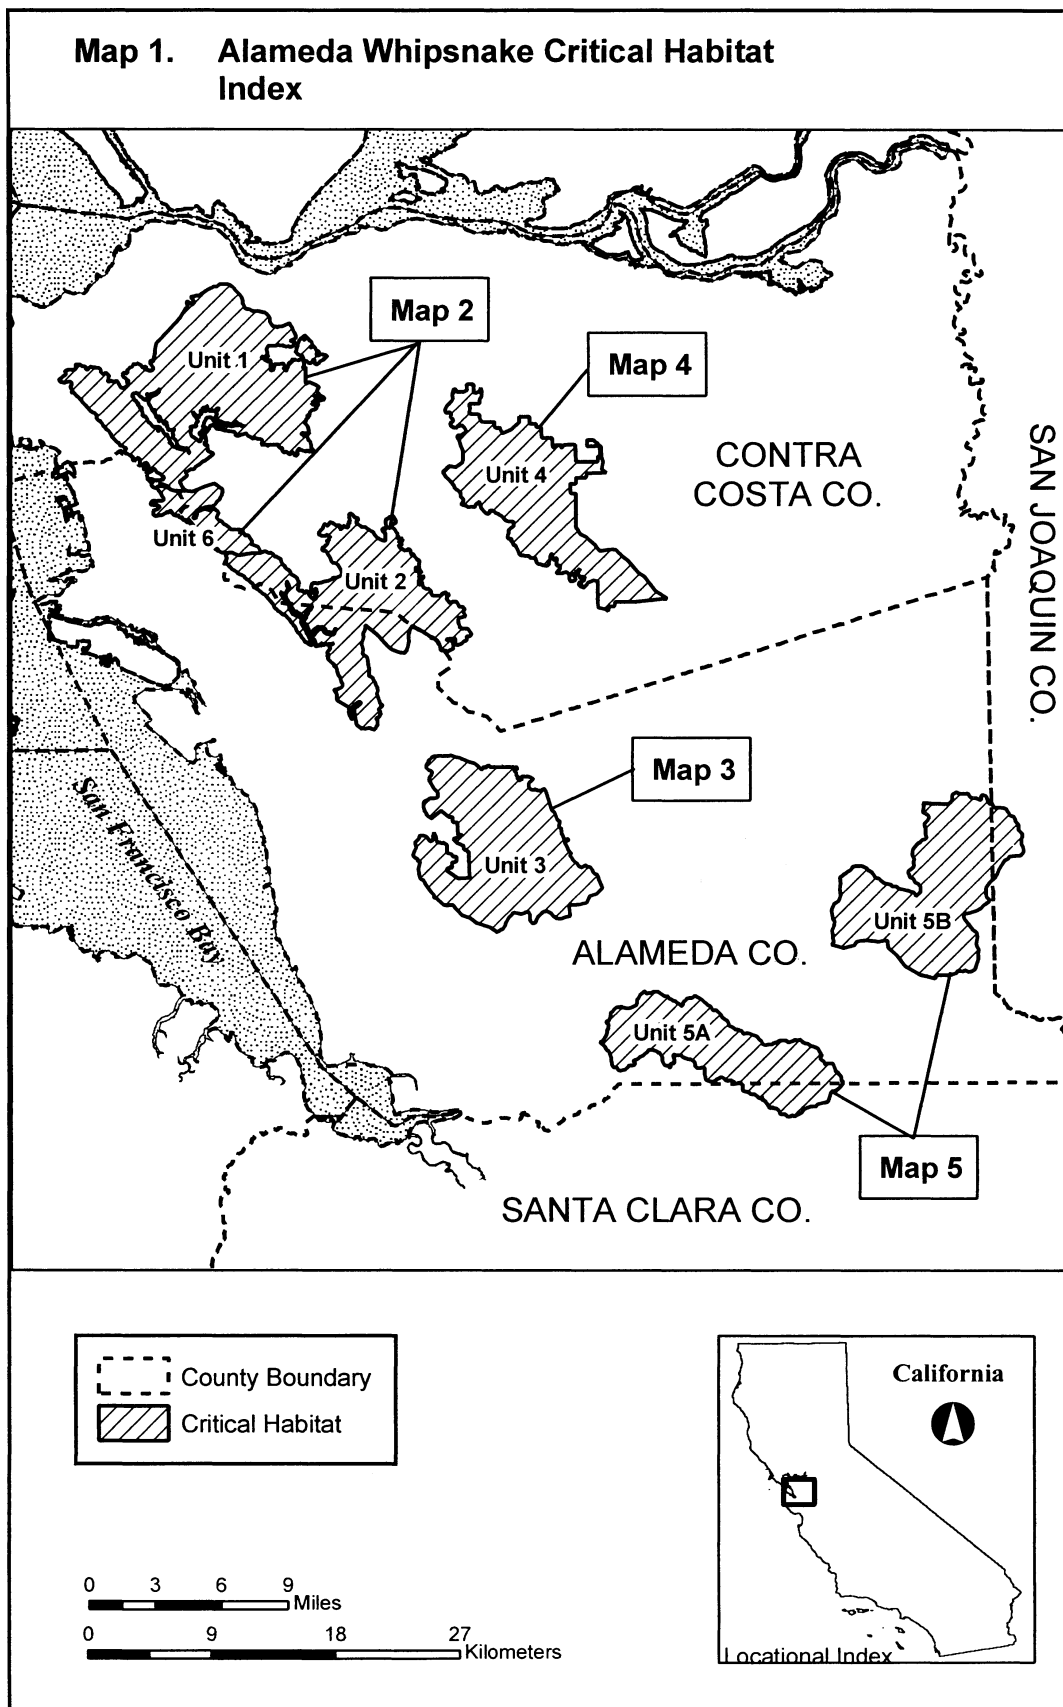 Map 1. Alameda Whipsnake Critical Habitat
Index
Map 2
Unit 1
Map 4
Unit 4
CONTRA
COSTA CO.
SAN JOAQUIN CO.
Unit 6
Unit 2
Map 3
San Francisco Bay
Unit 3
Unit 5B
ALAMEDA CO.
Unit 5A
Map 5
SANTA CLARA CO.
County Boundary
Critical Habitat
California
0 3 6 9
Miles
0 9 18 27
Kilometers
Locational Index